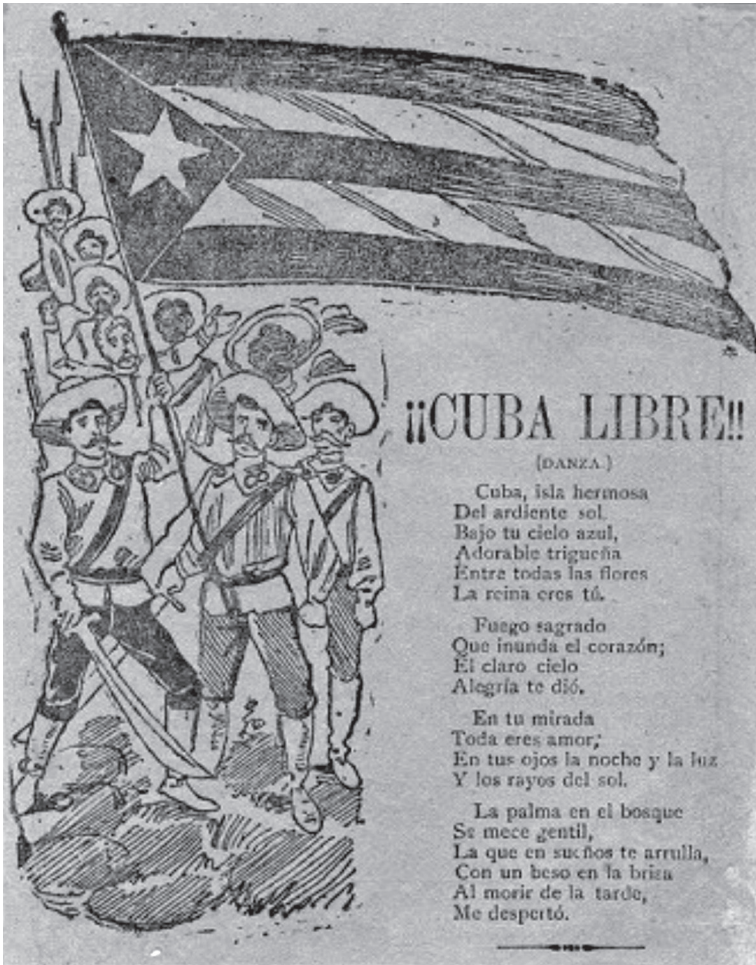 ¡¡CUBA LIBRE!!
(DANZA.)
Cuba, isla hermosa
Del ardiente sol.
Bajo tu cielo azul,
Adorable trigueña
Entre todas las flores
La reina eres tú.
Fuego sagrado
Que inunda el corazón;
El claro cielo
Alegría te dió.
En tu mirada
Toda eres amor;
En tus ojos la noche y la luz
Y los rayos del sol.
La palma en el bosque
Se mece gentil,
La que en sueños te arrulla,
Con un beso en la brisa
Al morir de la tarde,
Me despertó.